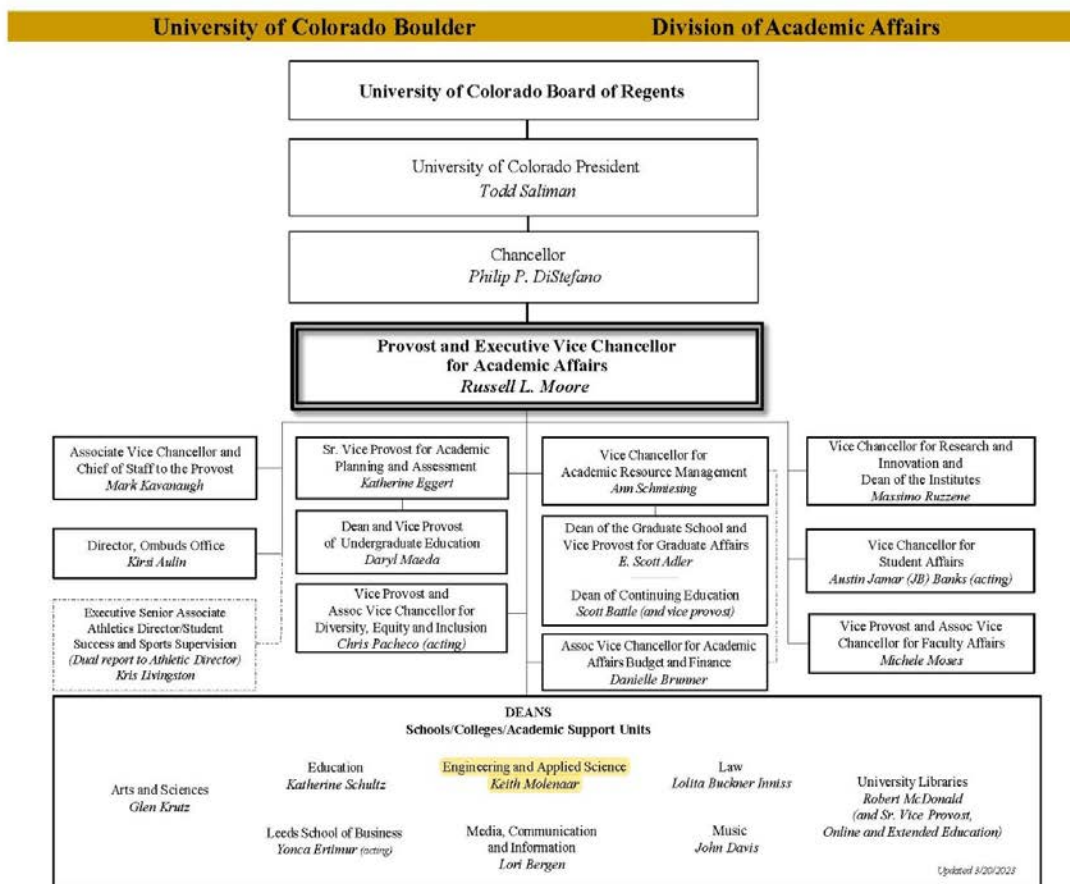 University of Colorado Boulder
Division of Academic Affairs
University of Colorado Board of Regents
University of Colorado President
Todd Saliman
Chancellor
Philip P. DiStefano
Provost and Executive Vice Chancellor
for Academic Affairs
Russell L. Moore
Associate Vice Chancellor and
Chief of Staff to the Provost
Mark Kavanaugh
Sr. Vice Provost for Academic
Planning and Assessment
Katherine Eggert
Vice Chancellor for
Academic Resource Management
Ann Schmiesing
Vice Chancellor for Research and
Innovation and
Dean of the Institutes
Massimo Ruzzene
Director, Ombuds Office
Kirsi Aulin
Dean and Vice Provost
of Undergraduate Education
Daryl Maeda
Dean of the Graduate School and
Vice Provost for Graduate Affairs
E. Scott Adler
Dean of Continuing Education
Scott Battle (and vice provost)
Vice Chancellor for
Student Affairs
Austin Jamar (JB) Banks (acting)
Executive Senior Associate
Athletics Director/Student
Success and Sports Supervision
(Dual report to Athletic Director)
Kris Livingston
Vice Provost and
Assoc Vice Chancellor for
Diversity, Equity and Inclusion
Chris Pacheco (acting)
Assoc Vice Chancellor for Academic
Affairs Budget and Finance
Danielle Brunner
Vice Provost and Assoc Vice
Chancellor for Faculty Affairs
Michele Moses
DEANS
Schools/Colleges/Academic Support Units
Arts and Sciences
Glen Krutz
Education
Katherine Schultz
Engineering and Applied Science
Keith Molenaar
Law
Lolita Buckner Inniss
University Libraries
Robert McDonald
(and Sr. Vice Provost,
Online and Extended Education)
Leeds School of Business
Yonca Ertimur (acting)
Media, Communication
and Information
Lori Bergen
Music
John Davis
Updated 3/20/2023